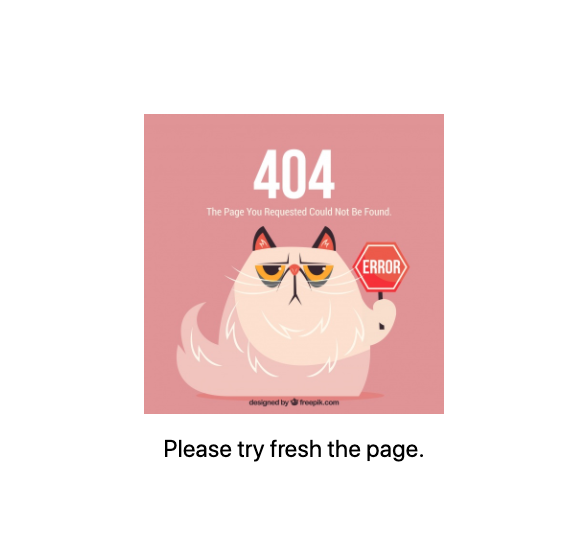 404
The Page You Requested Could Not Be Found.
ERROR
designed by freepik.com
Please try fresh the page.